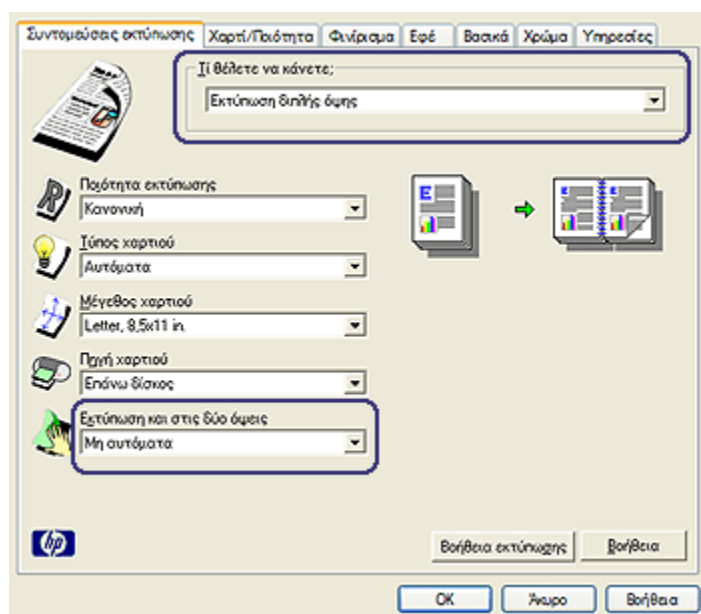 Συντομεύσεις εκτύπωσης Χαρτί/Ποιότητα Φινίρισμα Εφέ Βασικά Χρώμα Υπηρεσίες
Τί θέλετε να κάνετε;
Εκτύπωση διπλής όψης
Ποιότητα εκτύπωσης
Κανονική
Τύπος χαρτιού
Αυτόματα
Μέγεθος χαρτιού
Letter, 8,5x11 in.
Πηγή χαρτιού
Επάνω δίσκος
Εκτύπωση και στις δύο όψεις
Μη αυτόματα
hp
Βοήθεια εκτύπωσης Βοήθεια
OK Άκυρο Βοήθεια